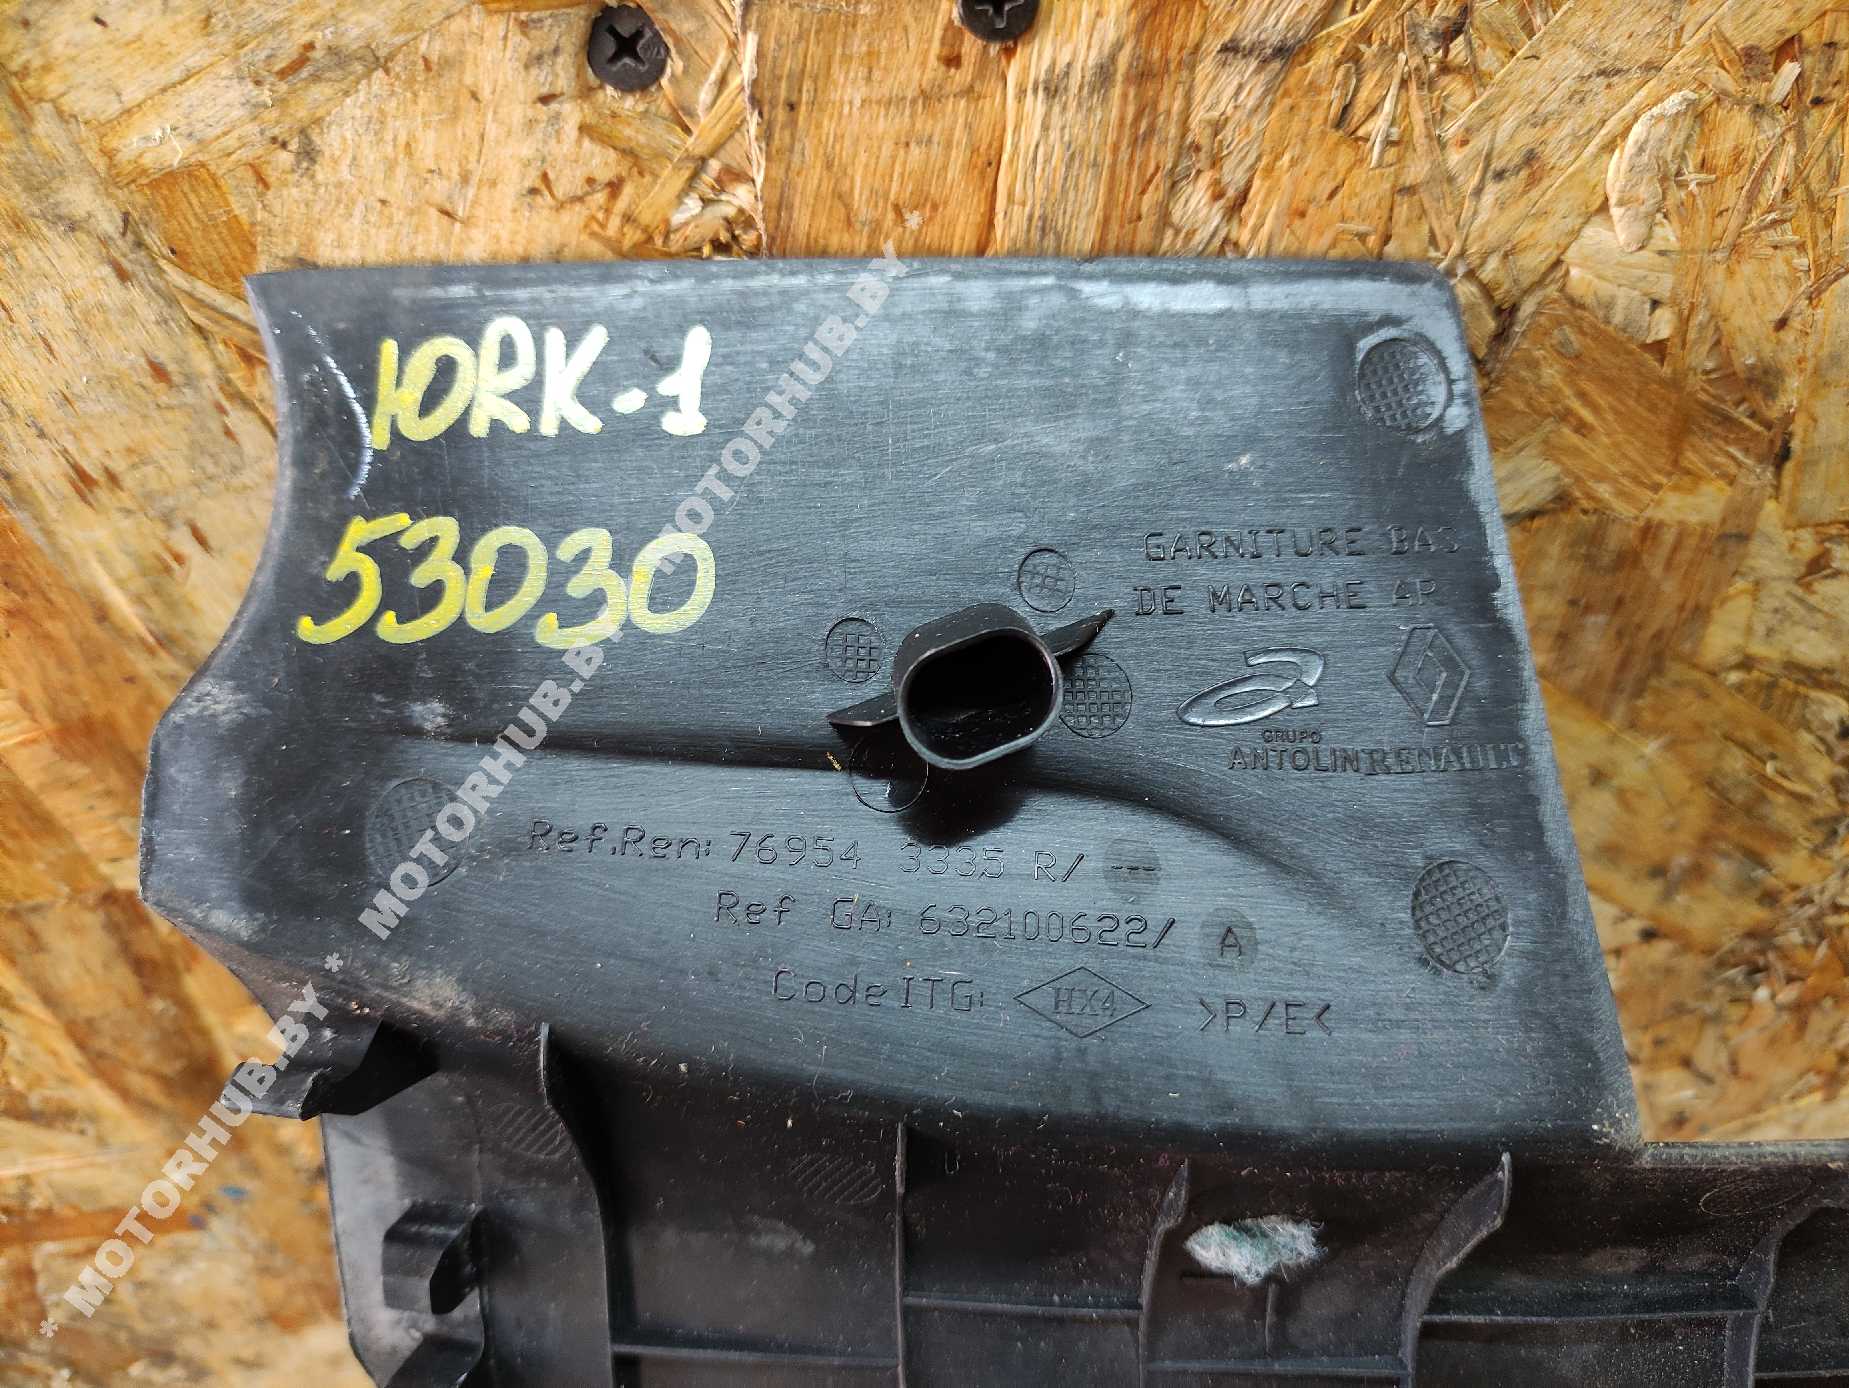 ЮRK-1
53030
GARNITURE BAS
DE MARCHE AR
GRUPO
ANTOLIN RENAULT
Ref.Ren: 76954 3335 R/ ---
Ref GA: 632100622/ A
Code ITG: HX4 >P/E<
* MOTORHUB.BY * MOTORHUB.BY * MOTORHUB.BY *